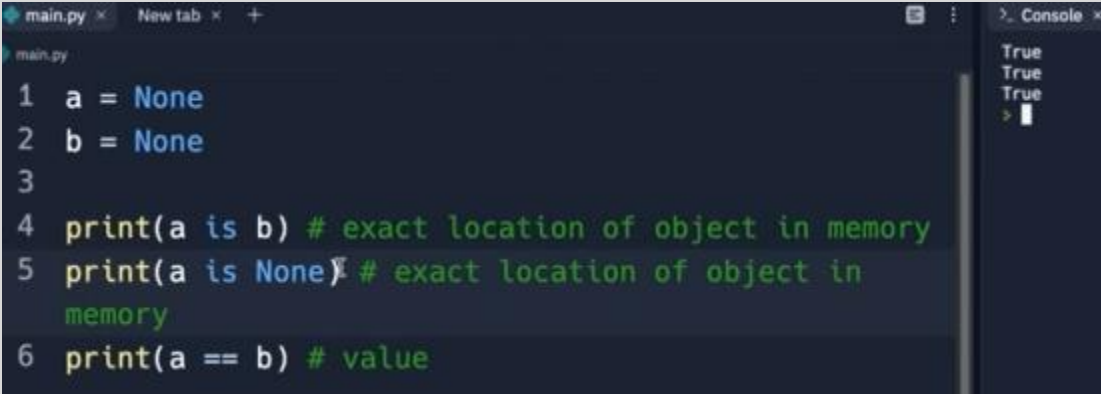 main.py × New tab × +
main.py
1 a = None
2 b = None
3
4 print(a is b) # exact location of object in memory
5 print(a is None) # exact location of object in
memory
6 print(a == b) # value
>_ Console ×
True
True
True
>